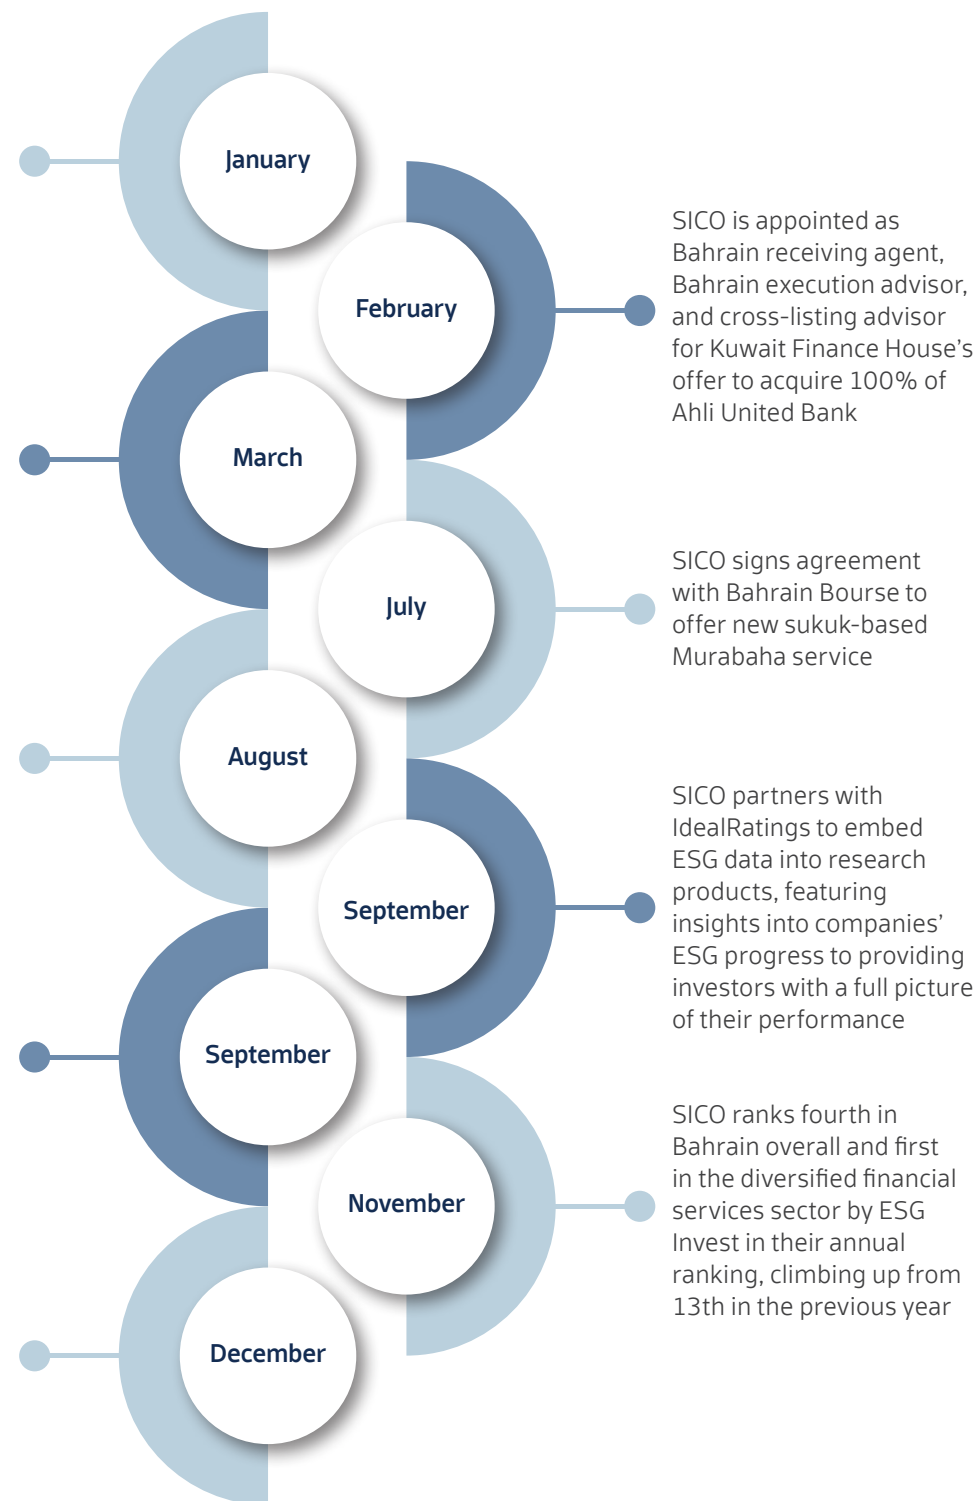 January
February
SICO is appointed as
Bahrain receiving agent,
Bahrain execution advisor,
and cross-listing advisor
for Kuwait Finance House’s
offer to acquire 100% of
Ahli United Bank
March
July
SICO signs agreement
with Bahrain Bourse to
offer new sukuk-based
Murabaha service
August
September
SICO partners with
IdealRatings to embed
ESG data into research
products, featuring
insights into companies’
ESG progress to providing
investors with a full picture
of their performance
September
November
SICO ranks fourth in
Bahrain overall and first
in the diversified financial
services sector by ESG
Invest in their annual
ranking, climbing up from
13th in the previous year
December